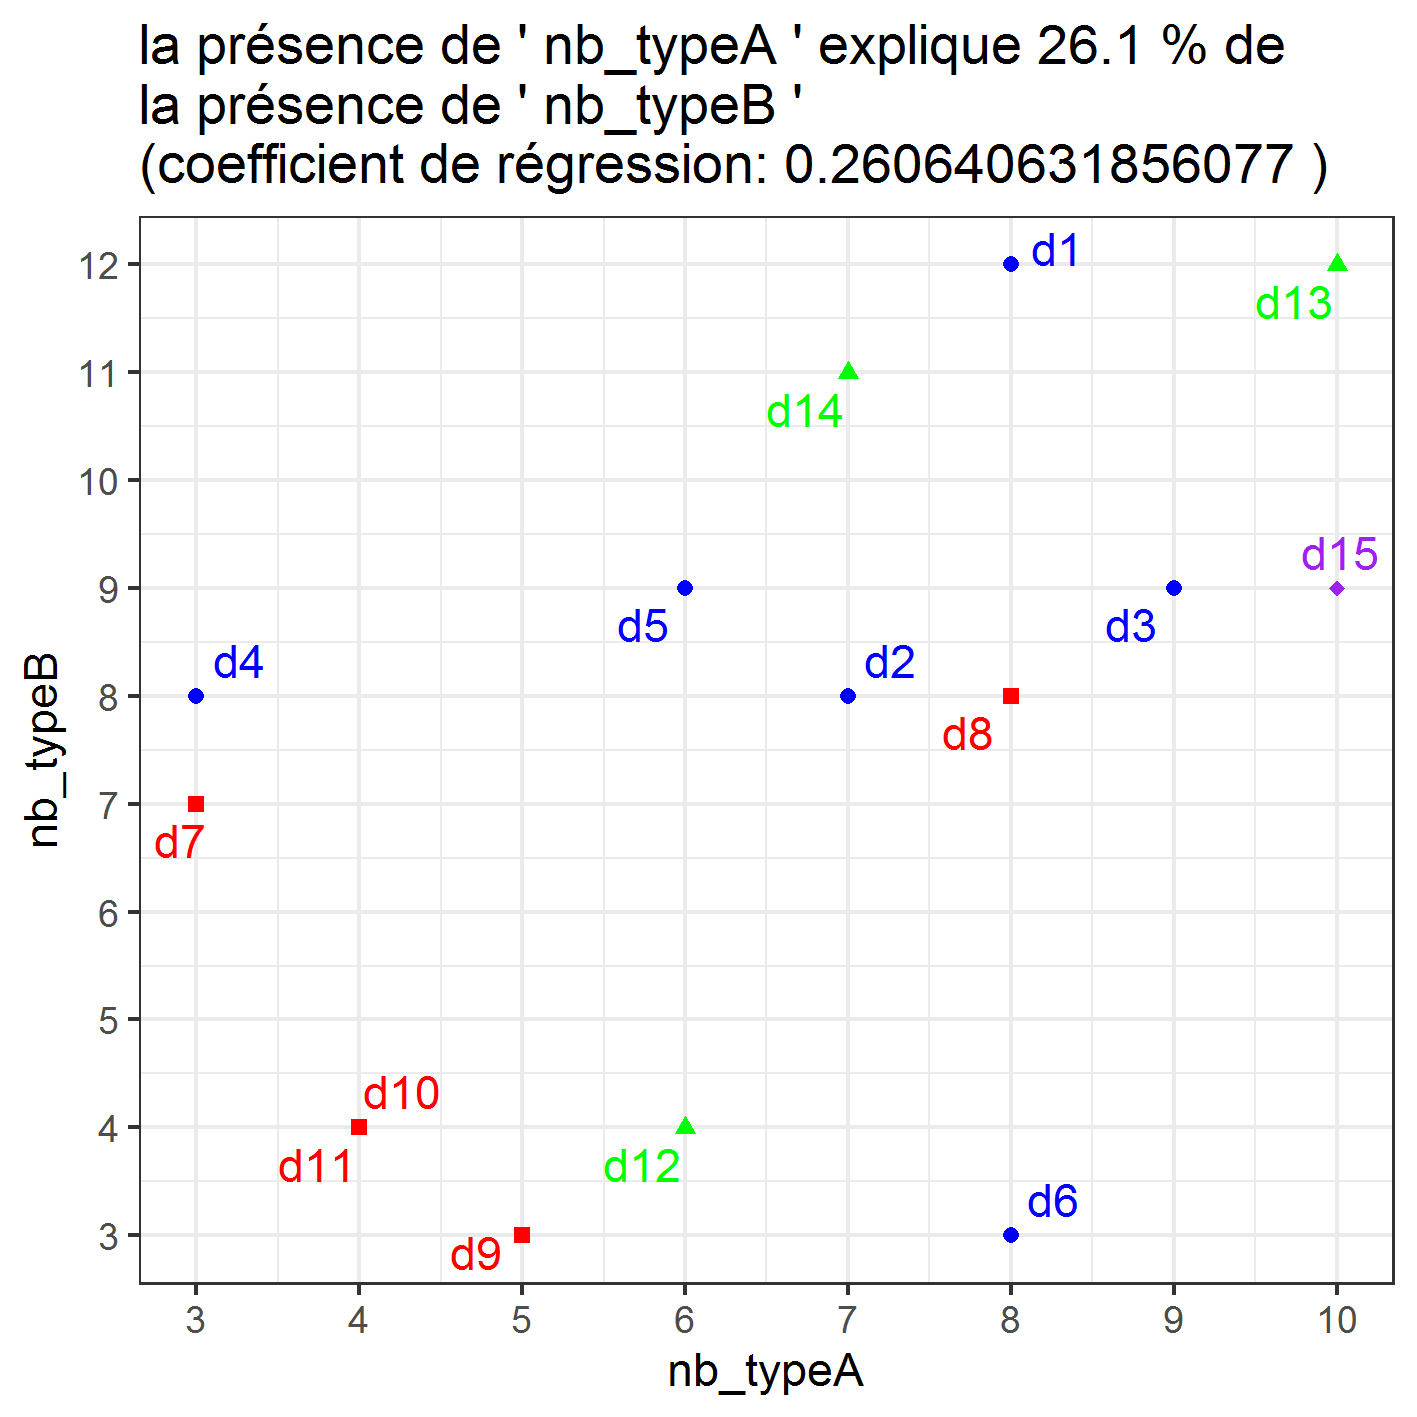 la présence de ' nb_typeA ' explique 26.1 % de
la présence de ' nb_typeB '
(coefficient de régression: 0.260640631856077 )
12
11
10
9
8
7
6
5
4
3
nb_typeB
d1
d13
d14
d15
d5
d3
d4
d2
d8
d7
d10
d11
d12
d6
d9
3 4 5 6 7 8 9 10
nb_typeA